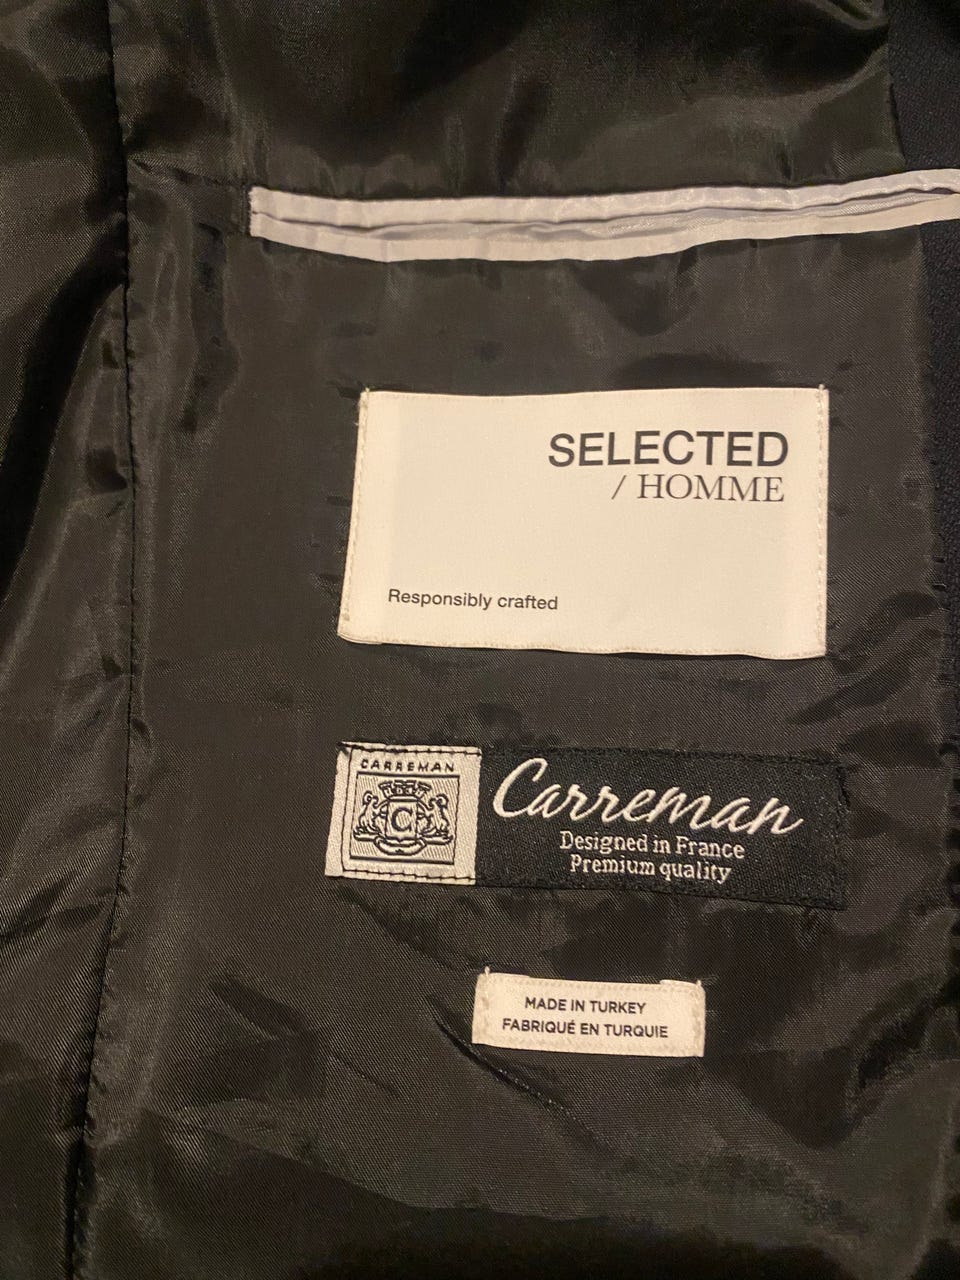 SELECTED
/ HOMME
Responsibly crafted
CARREMAN
C
Carreman
Designed in France
Premium quality
MADE IN TURKEY
FABRIQUÉ EN TURQUIE